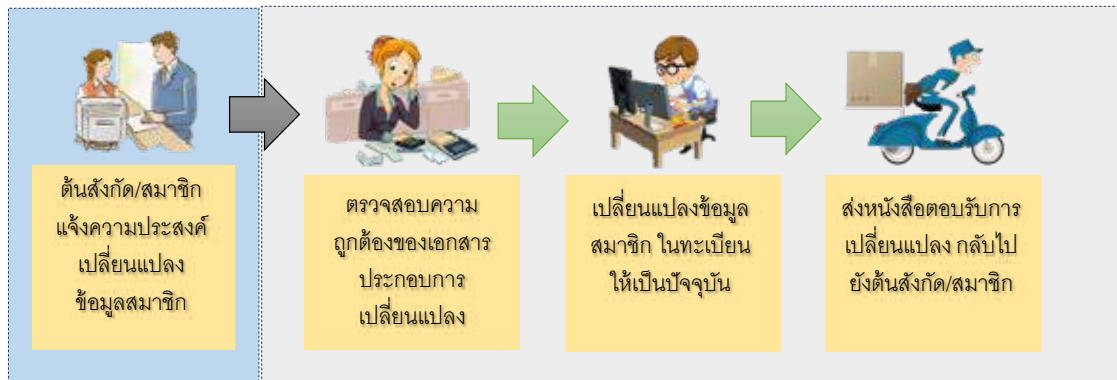 ต้นสังกัด/สมาชิก
แจ้งความประสงค์
เปลี่ยนแปลง
ข้อมูลสมาชิก
ตรวจสอบความ
ถูกต้องของเอกสาร
ประกอบการ
เปลี่ยนแปลง
เปลี่ยนแปลงข้อมูล
สมาชิก ในทะเบียน
ให้เป็นปัจจุบัน
ส่งหนังสือตอบรับการ
เปลี่ยนแปลง กลับไป
ยังต้นสังกัด/สมาชิก